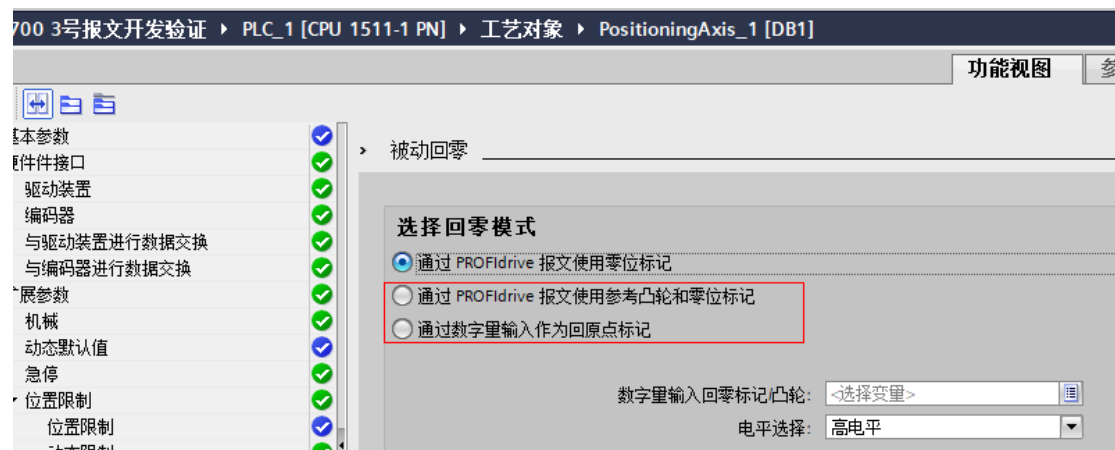 700 3号报文开发验证 ▸ PLC_1 [CPU 1511-1 PN] ▸ 工艺对象 ▸ PositioningAxis_1 [DB1]
功能视图
基本参数
硬件件接口
驱动装置
编码器
与驱动装置进行数据交换
与编码器进行数据交换
扩展参数
机械
动态默认值
急停
位置限制
位置限制
被动回零
选择回零模式
通过 PROFIdrive 报文使用零位标记
通过 PROFIdrive 报文使用参考凸轮和零位标记
通过数字量输入作为回原点标记
数字量输入回零标记/凸轮:
<选择变量>
电平选择:
高电平